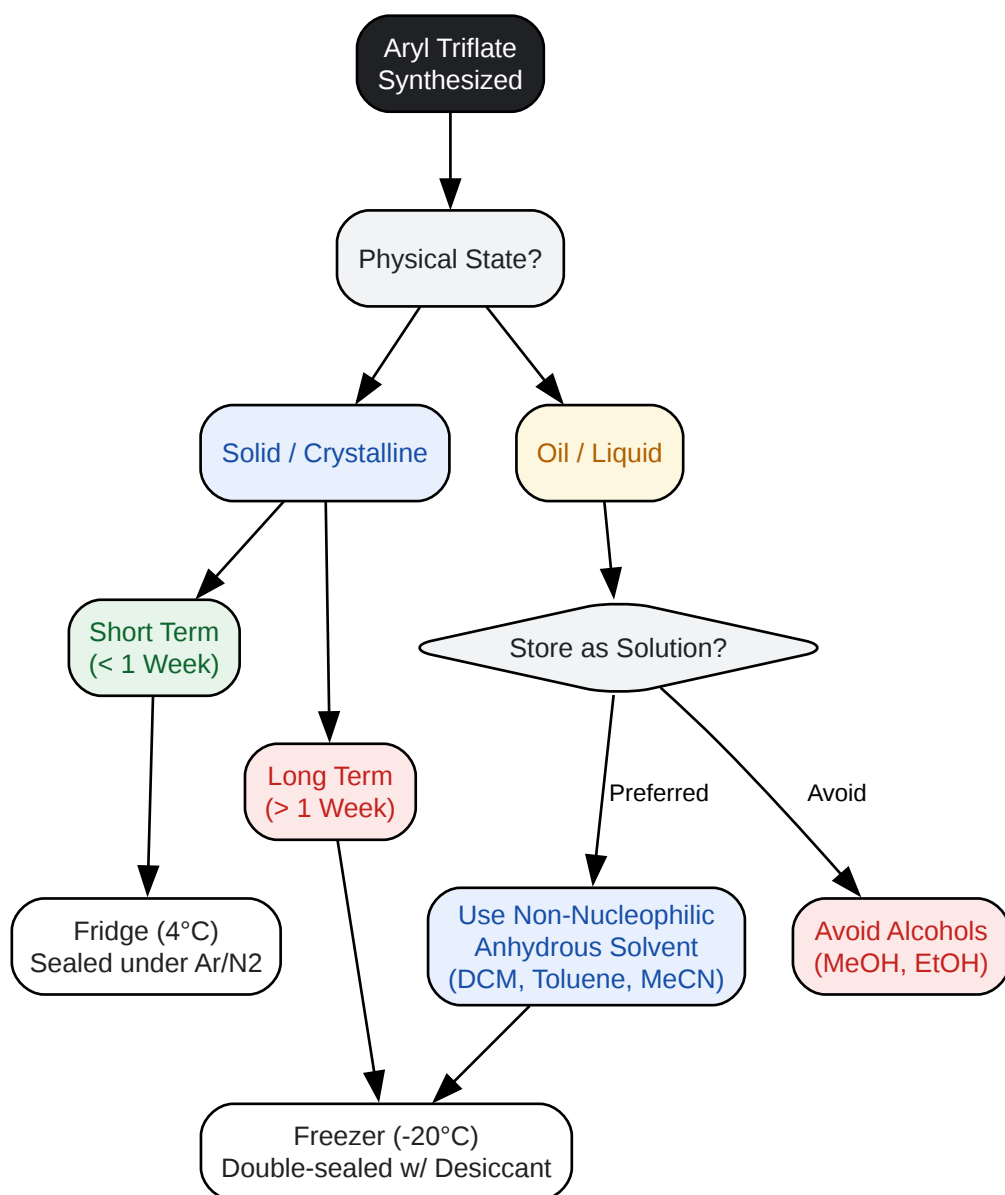 Aryl Triflate
Synthesized
Physical State?
Solid / Crystalline
Oil / Liquid
Short Term
(< 1 Week)
Store as Solution?
Long Term
(> 1 Week)
Preferred
Avoid
Fridge (4°C)
Sealed under Ar/N2
Use Non-Nucleophilic
Anhydrous Solvent
(DCM, Toluene, MeCN)
Avoid Alcohols
(MeOH, EtOH)
Freezer (-20°C)
Double-sealed w/ Desiccant